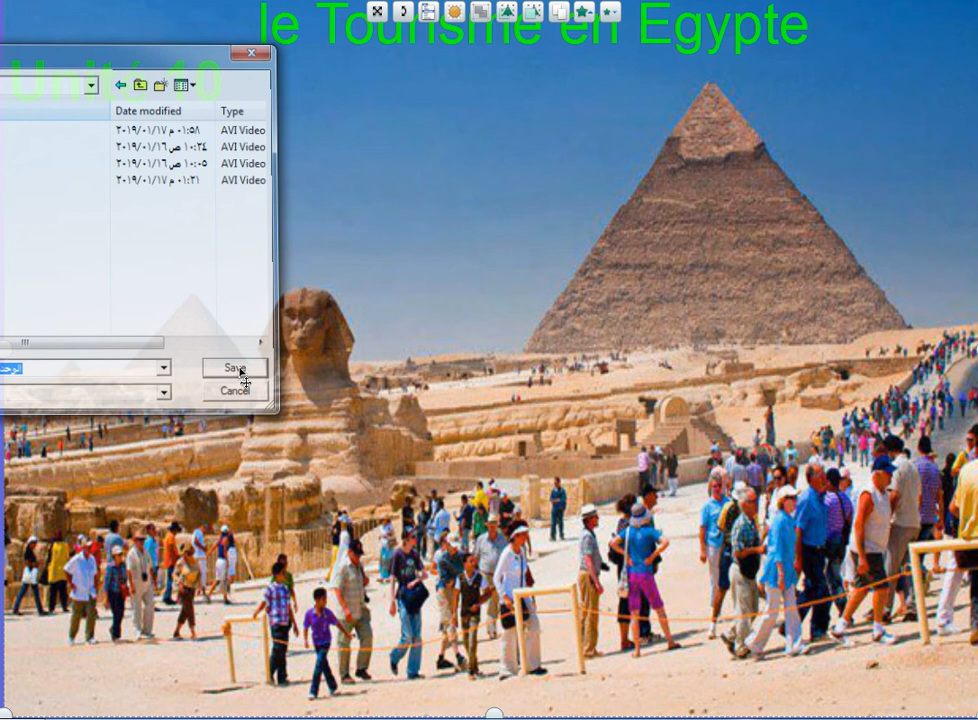 le Tourisme en Egypte
Unité 10
Date modified
Type
٢٠١٩/٠١/١٧ م ٠١:٥٨
AVI Video
٢٠١٩/٠١/١٦ ص ١٠:٢٤
AVI Video
٢٠١٩/٠١/١٦ ص ١٠:٠٥
AVI Video
٢٠١٩/٠١/١٧ م ٠١:٢١
AVI Video
Save
Cancel